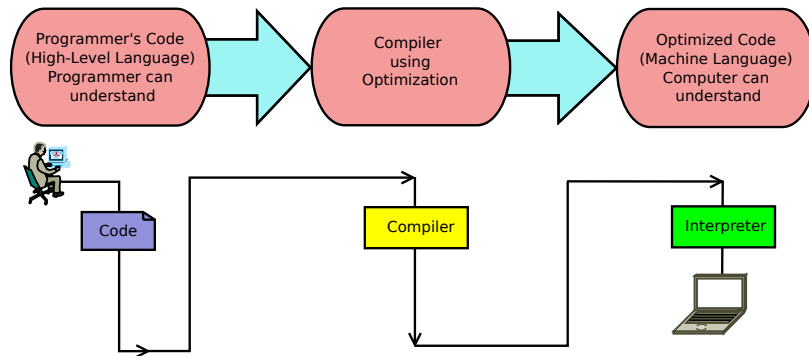 Programmer's Code
(High-Level Language)
Programmer can
understand
Compiler
using
Optimization
Optimized Code
(Machine Language)
Computer can
understand
Code
Compiler
Interpreter